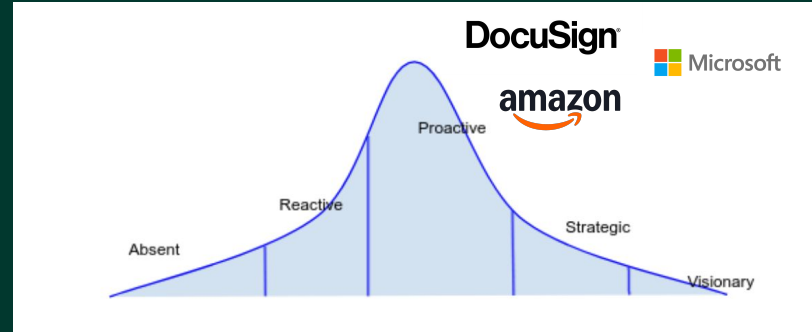 DocuSign
Microsoft
amazon
Proactive
Reactive
Strategic
Absent
Visionary